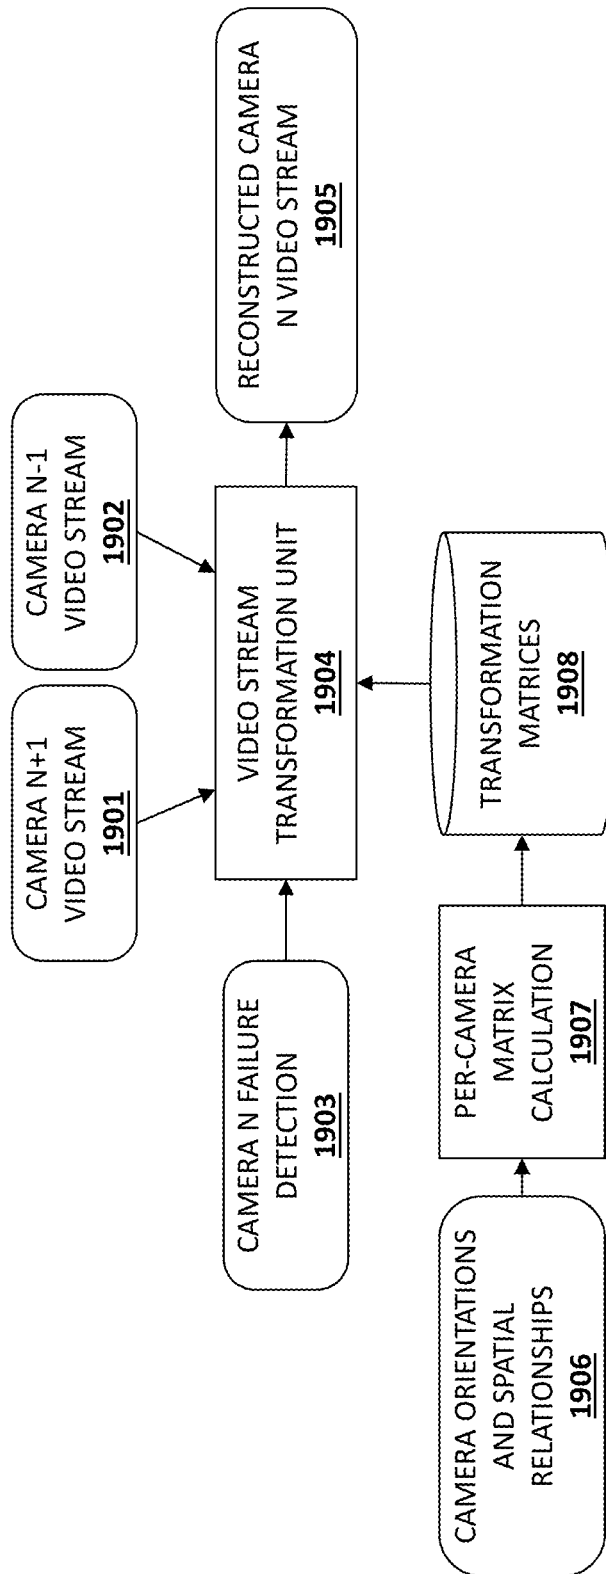 CAMERA N+1
VIDEO STREAM
1901
CAMERA N-1
VIDEO STREAM
1902
CAMERA N FAILURE
DETECTION
1903
VIDEO STREAM
TRANSFORMATION UNIT
1904
RECONSTRUCTED CAMERA
N VIDEO STREAM
1905
CAMERA ORIENTATIONS
AND SPATIAL
RELATIONSHIPS
1906
PER-CAMERA
MATRIX
CALCULATION
1907
TRANSFORMATION
MATRICES
1908